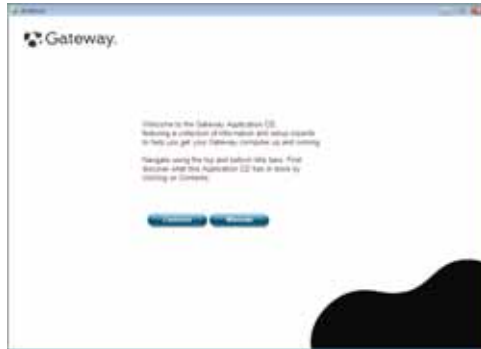 Gateway.
Welcome to the Gateway Application CD,
featuring a collection of information and setup wizards
to help you get your Gateway computer up and running.
Navigate using the top and bottom title bars. First
discover what this Application CD has in store by
clicking on Contents.